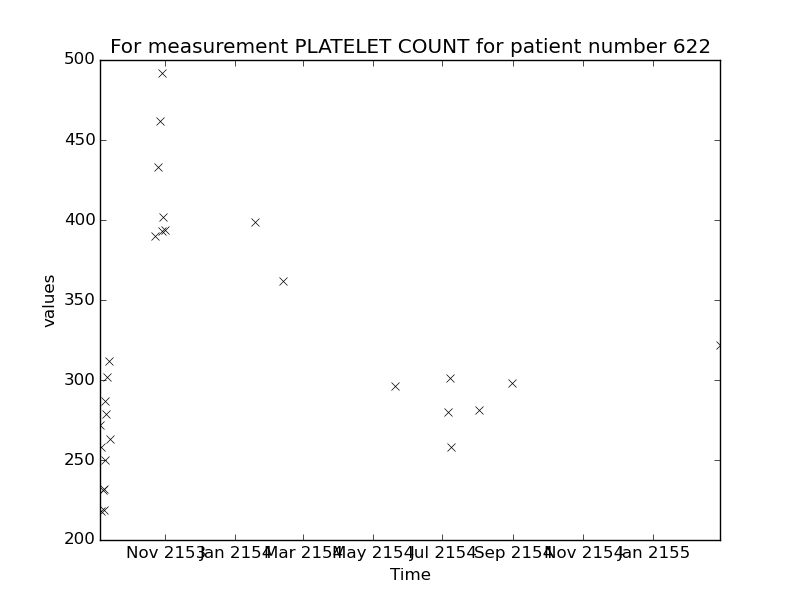 For measurement PLATELET COUNT for patient number 622
500
450
400
350
300
250
200
values
Nov 2153 Jan 2154 Mar 2154 May 2154 Jul 2154 Sep 2154 Nov 2154 Jan 2155
Time